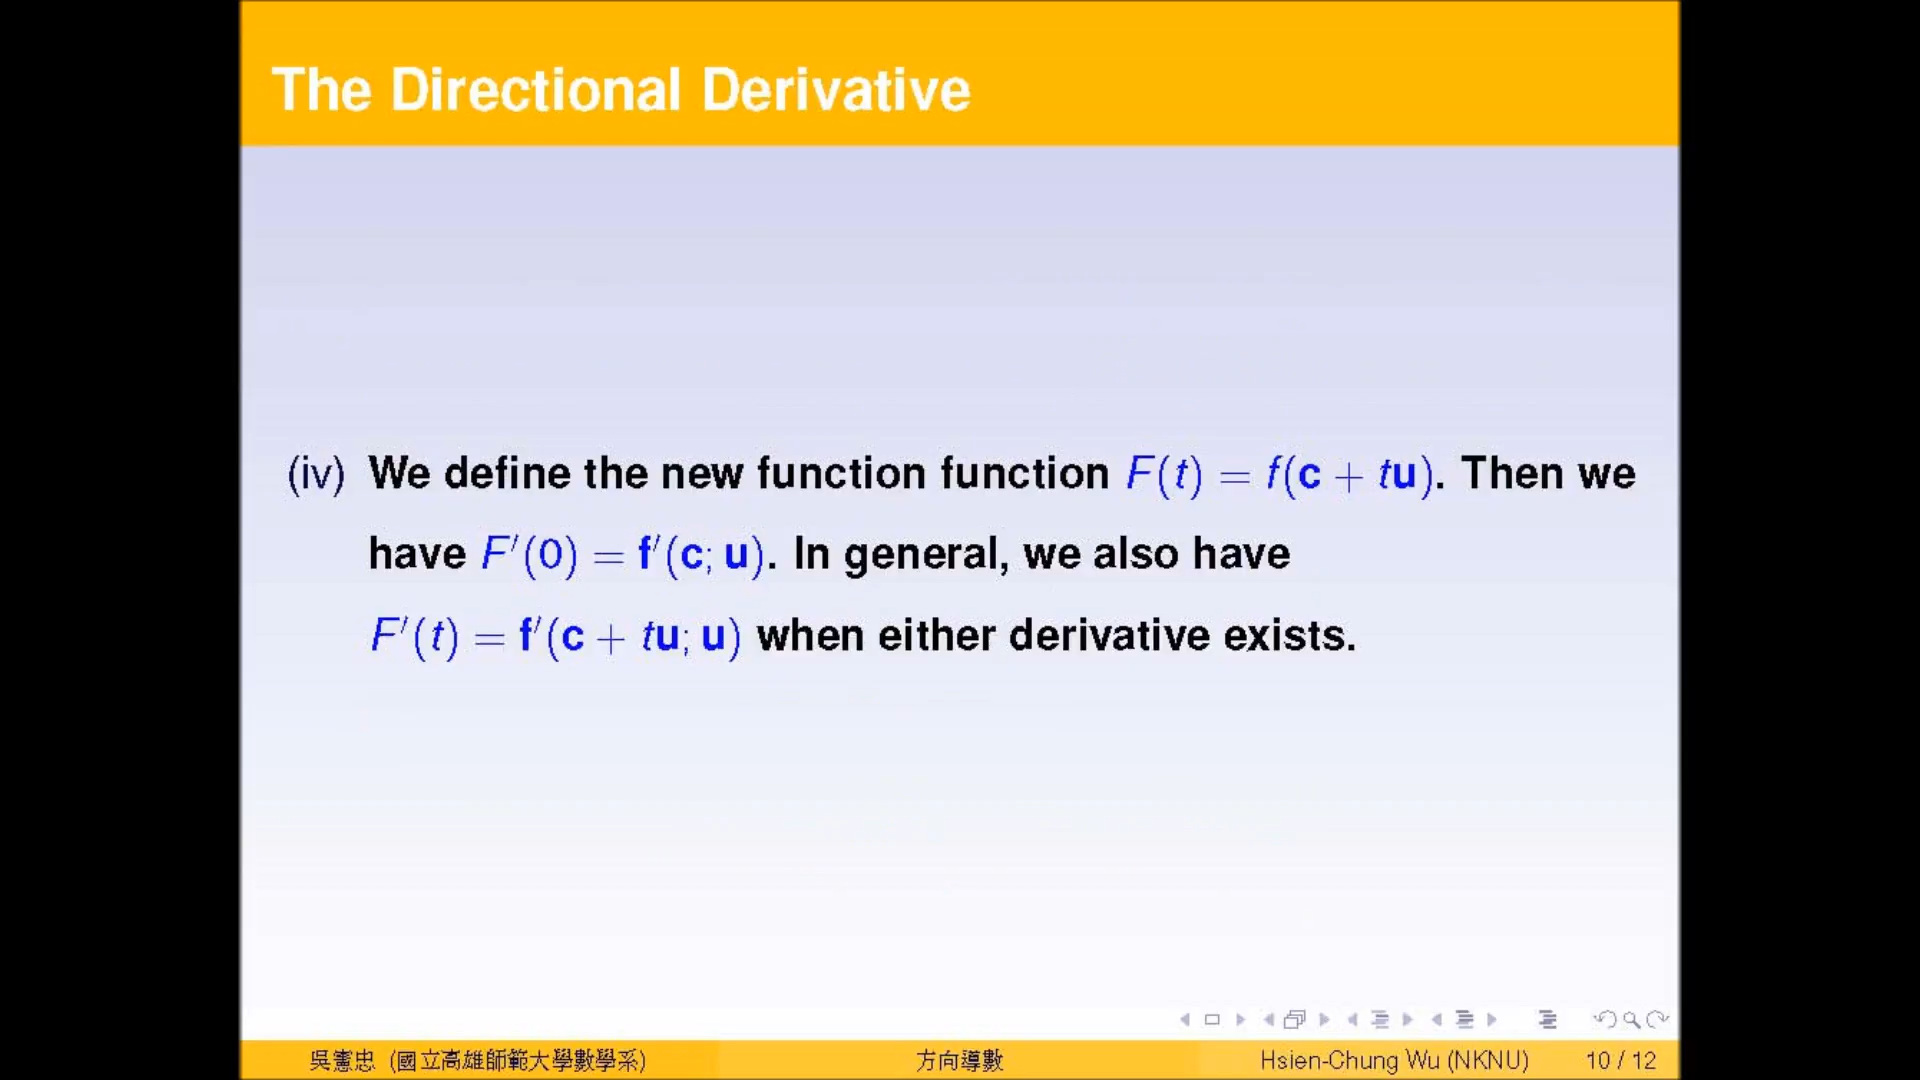 The Directional Derivative
(iv) We define the new function function F(t) = f(c + tu). Then we
have F′(0) = f′(c; u). In general, we also have
F′(t) = f′(c + tu; u) when either derivative exists.
吳憲忠 (國立高雄師範大學數學系) 方向導數 Hsien-Chung Wu (NKNU) 10 / 12